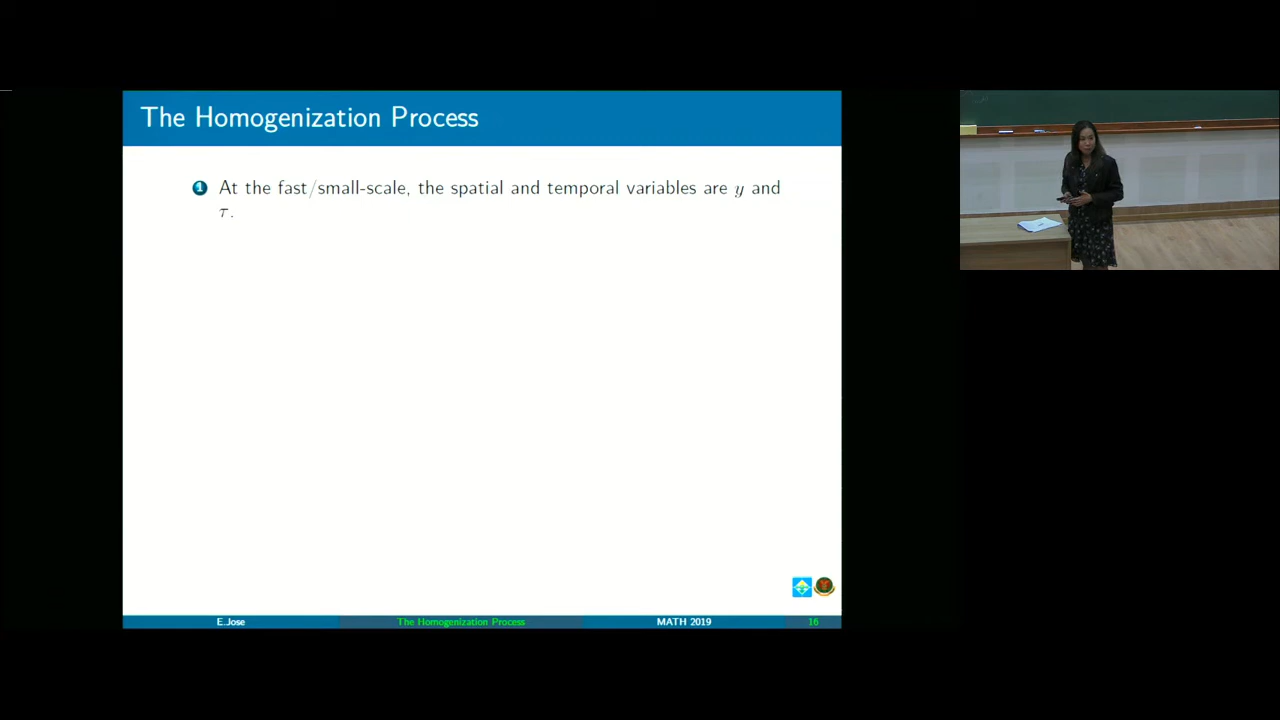 The Homogenization Process
1 At the fast/small-scale, the spatial and temporal variables are y and
τ.
E.Jose The Homogenization Process MATH 2019 16